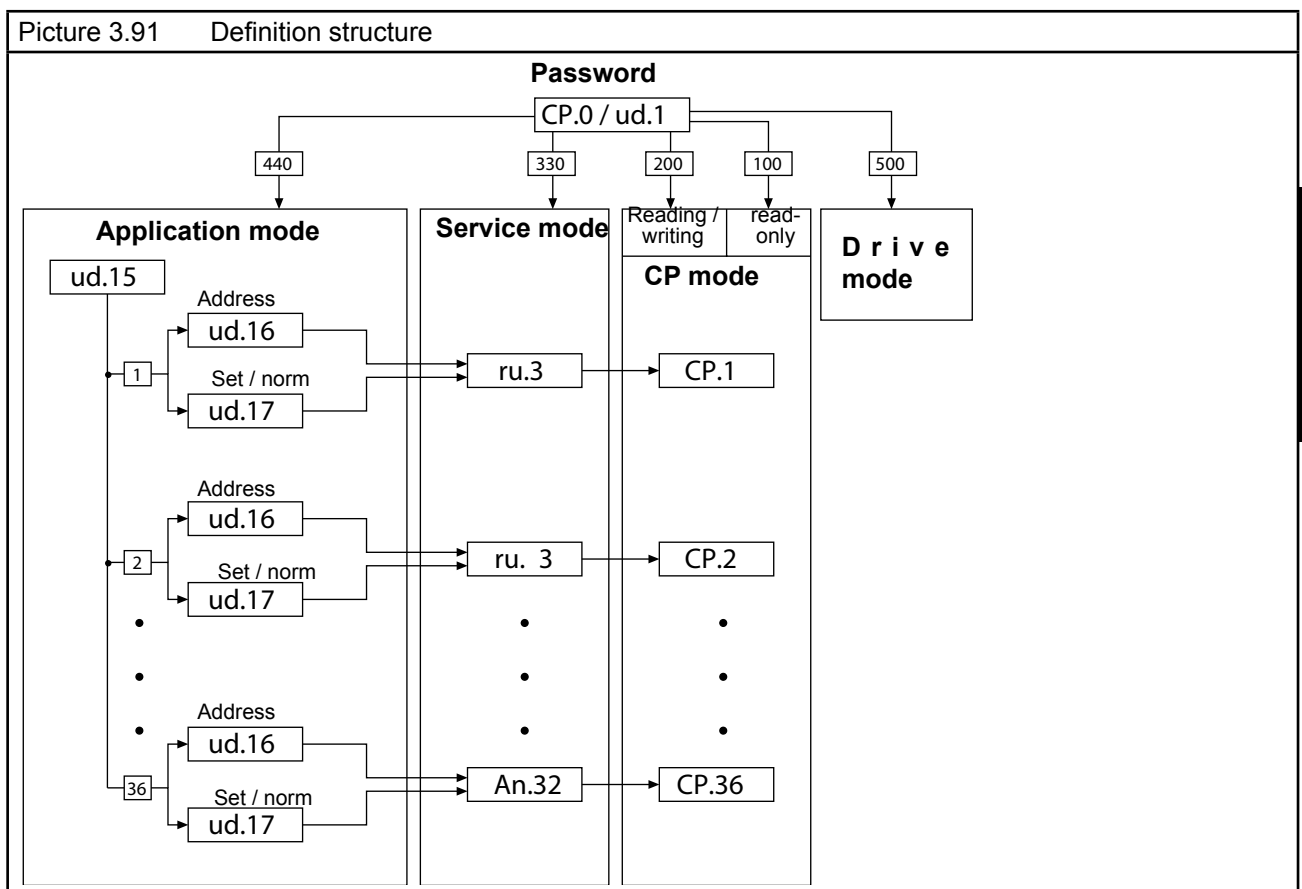 Picture 3.91 Definition structure
Password
CP.0 / ud.1
440
330
200
100
500
Application mode
Service mode
Reading /
writing
read-
only
CP mode
D r i v e
mode
ud.15
Address
ud.16
1
Set / norm
ud.17
ru.3
CP.1
Address
ud.16
2
Set / norm
ud.17
ru. 3
CP.2
Address
ud.16
36
Set / norm
ud.17
An.32
CP.36